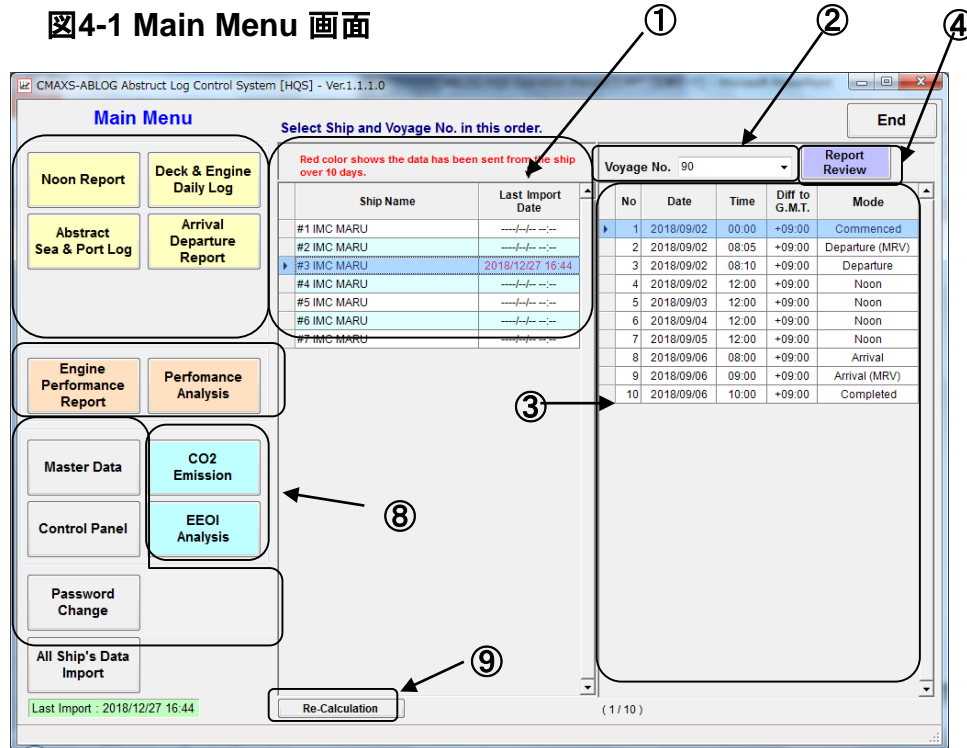 図4-1 Main Menu 画面
①
②
④
CMAXS-ABLOG Abstruct Log Control System [HQS] - Ver.1.1.1.0
Main Menu
Select Ship and Voyage No. in this order.
End
Noon Report
Deck & Engine
Daily Log
Abstract
Sea & Port Log
Arrival
Departure
Report
Engine
Performance
Report
Perfomance
Analysis
Master Data
CO2
Emission
Control Panel
EEOI
Analysis
Password
Change
All Ship's Data
Import
Last Import : 2018/12/27 16:44
Red color shows the data has been sent from the ship
over 10 days.
Ship Name Last Import
Date
#1 IMC MARU ----/--/-- --:--
#2 IMC MARU ----/--/-- --:--
#3 IMC MARU 2018/12/27 16:44
#4 IMC MARU ----/--/-- --:--
#5 IMC MARU ----/--/-- --:--
#6 IMC MARU ----/--/-- --:--
#7 IMC MARU ----/--/-- --:--
⑧
⑨
Re-Calculation
Voyage No. 90
Report
Review
No Date Time Diff to
G.M.T. Mode
1 2018/09/02 00:00 +09:00 Commenced
2 2018/09/02 08:05 +09:00 Departure (MRV)
3 2018/09/02 08:10 +09:00 Departure
4 2018/09/02 12:00 +09:00 Noon
5 2018/09/03 12:00 +09:00 Noon
6 2018/09/04 12:00 +09:00 Noon
7 2018/09/05 12:00 +09:00 Noon
8 2018/09/06 08:00 +09:00 Arrival
9 2018/09/06 09:00 +09:00 Arrival (MRV)
10 2018/09/06 10:00 +09:00 Completed
③
( 1 / 10 )